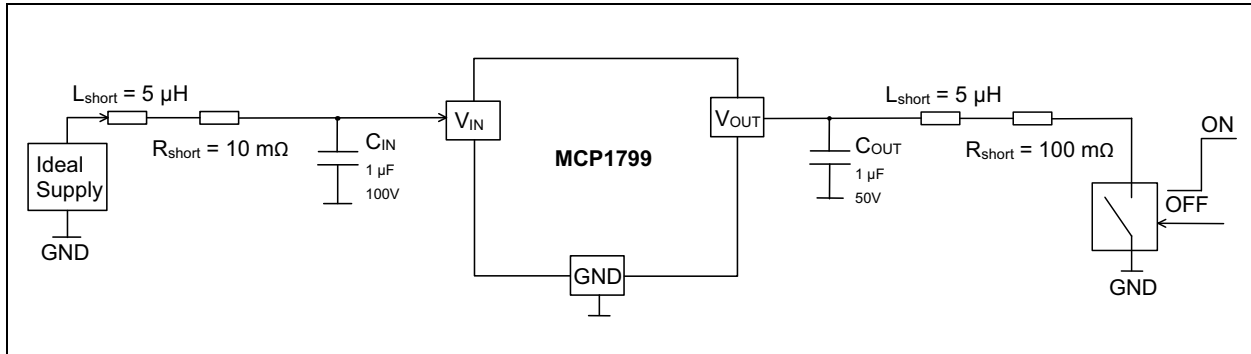 Lshort = 5 µH
Rshort = 10 mΩ
Ideal
Supply
GND
CIN
1 µF
100V
VIN
MCP1799
GND
VOUT
COUT
1 µF
50V
Lshort = 5 µH
Rshort = 100 mΩ
ON
OFF
GND